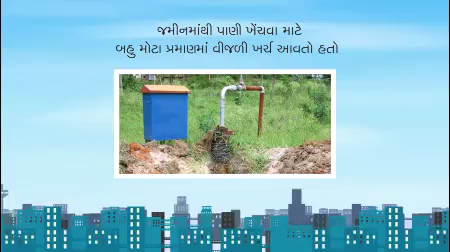 જમીનમાંથી પાણી ખેંચવા માટે
બહુ મોટા પ્રમાણમાં વીજળી ખર્ચ આવતો હતો